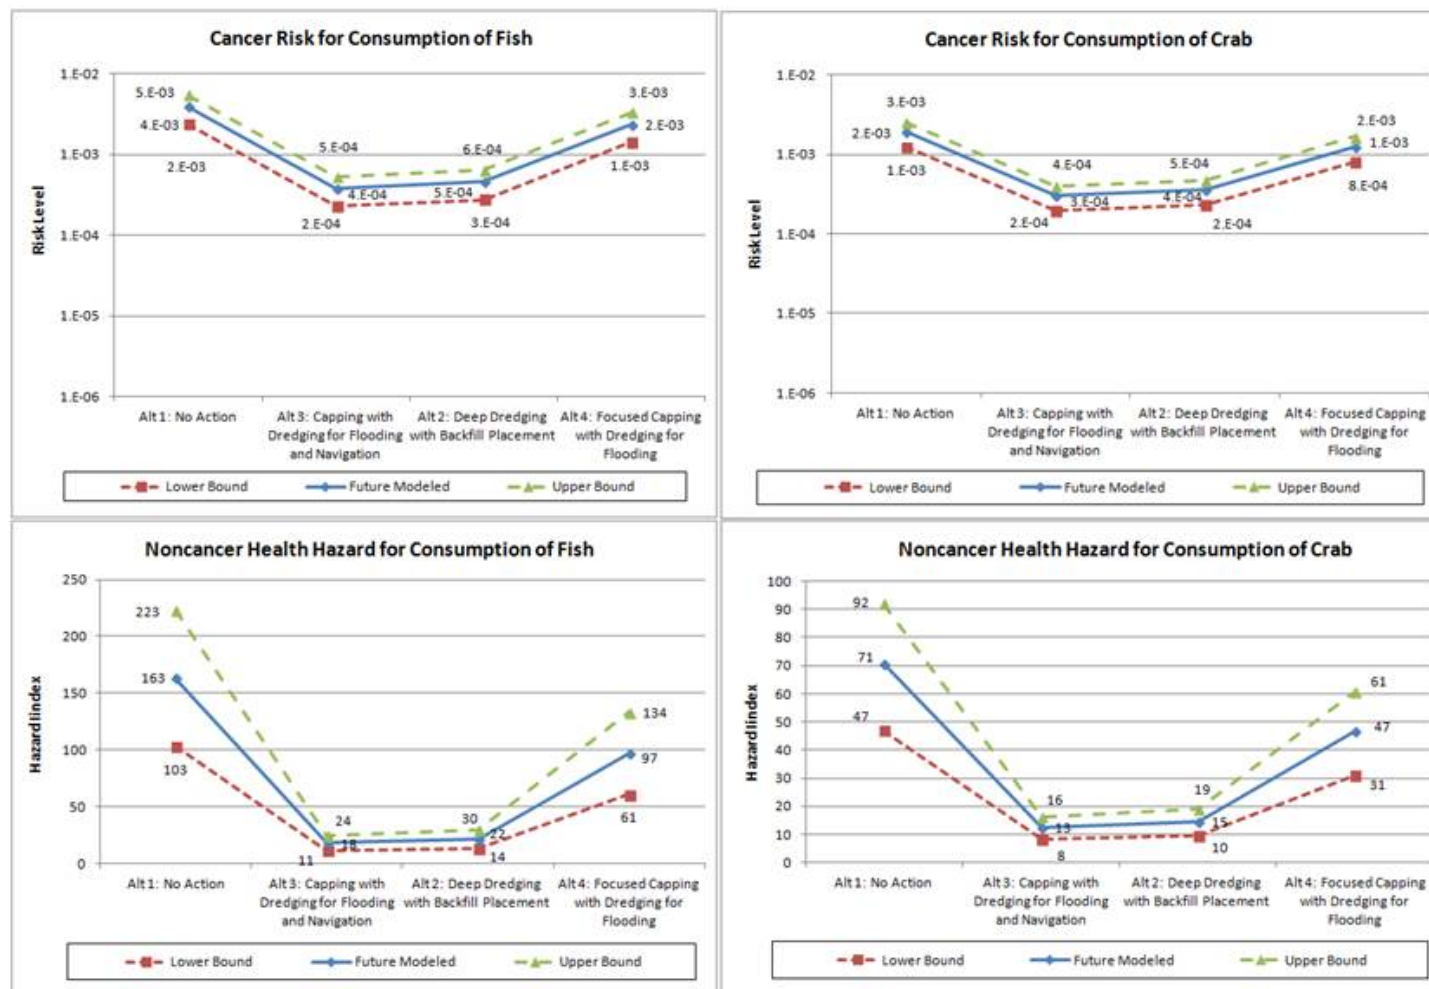 Cancer Risk for Consumption of Fish
1.E-02
1.E-03
1.E-04
1.E-05
1.E-06
Risk Level
5.E-03
4.E-03
2.E-03
5.E-04
4.E-04
2.E-04
6.E-04
5.E-04
3.E-04
3.E-03
2.E-03
1.E-03
Alt 1: No Action
Alt 3: Capping with
Dredging for Flooding
and Navigation
Alt 2: Deep Dredging
with Backfill Placement
Alt 4: Focused Capping
with Dredging for
Flooding
Lower Bound
Future Modeled
Upper Bound
Cancer Risk for Consumption of Crab
1.E-02
1.E-03
1.E-04
1.E-05
1.E-06
Risk Level
3.E-03
2.E-03
1.E-03
4.E-04
3.E-04
2.E-04
5.E-04
4.E-04
2.E-04
2.E-03
1.E-03
8.E-04
Alt 1: No Action
Alt 3: Capping with
Dredging for Flooding
and Navigation
Alt 2: Deep Dredging
with Backfill Placement
Alt 4: Focused Capping
with Dredging for
Flooding
Lower Bound
Future Modeled
Upper Bound
Noncancer Health Hazard for Consumption of Fish
250
200
150
100
50
0
Hazard Iindex
223
163
103
24
18
11
30
22
14
134
97
61
Alt 1: No Action
Alt 3: Capping with
Dredging for Flooding
and Navigation
Alt 2: Deep Dredging
with Backfill Placement
Alt 4: Focused Capping
with Dredging for
Flooding
Lower Bound
Future Modeled
Upper Bound
Noncancer Health Hazard for Consumption of Crab
100
90
80
70
60
50
40
30
20
10
0
Hazard Iindex
92
71
47
16
13
8
19
15
10
61
47
31
Alt 1: No Action
Alt 3: Capping with
Dredging for Flooding
and Navigation
Alt 2: Deep Dredging
with Backfill Placement
Alt 4: Focused Capping
with Dredging for
Flooding
Lower Bound
Future Modeled
Upper Bound